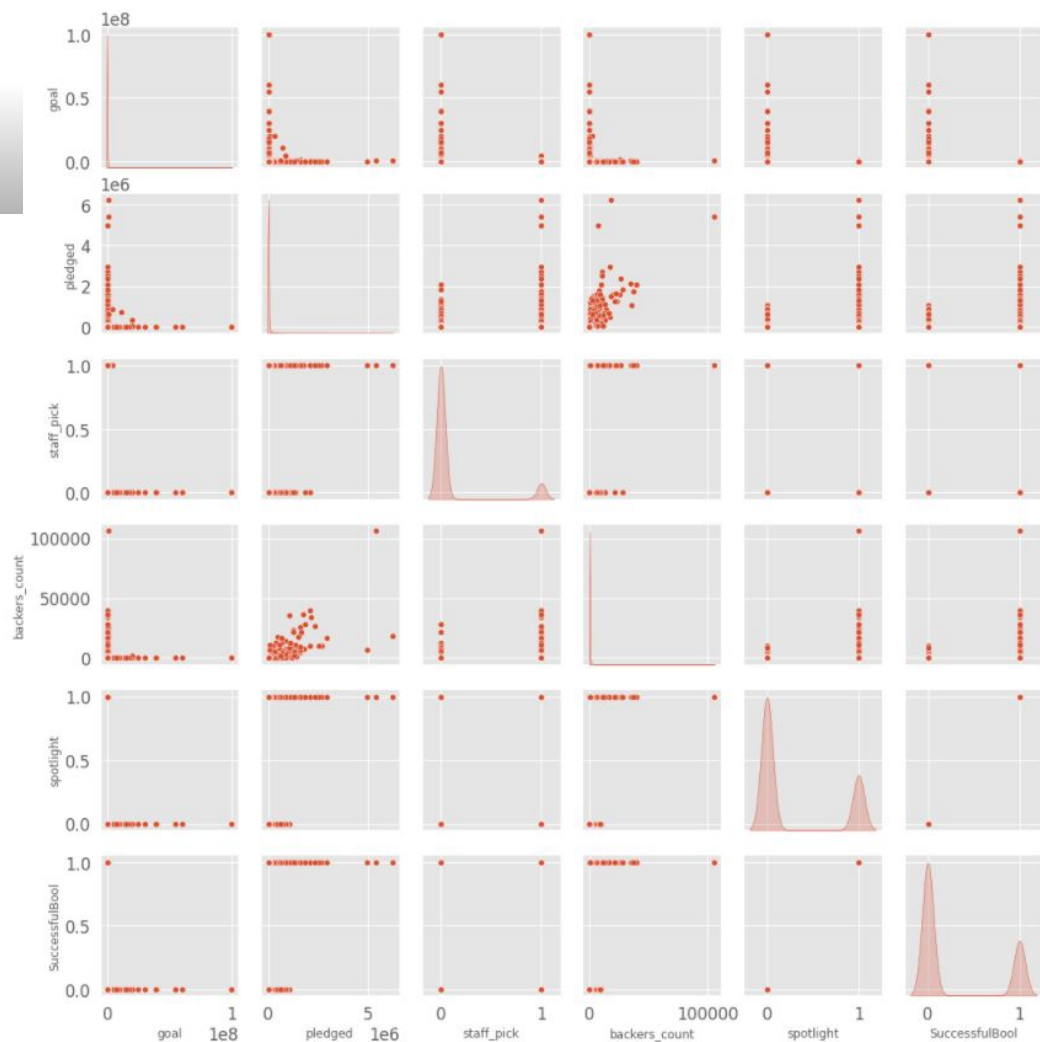 1e8
1.0
0.5
0.0
goal
1e6
6
4
2
0
pledged
1.0
0.5
0.0
staff_pick
100000
50000
0
backers_count
1.0
0.5
0.0
spotlight
1.0
0.5
0.0
SuccessfulBool
0 1 0 5 0 1 0 100000 0 1 0 1
1e8 1e6
goal pledged staff_pick backers_count spotlight SuccessfulBool